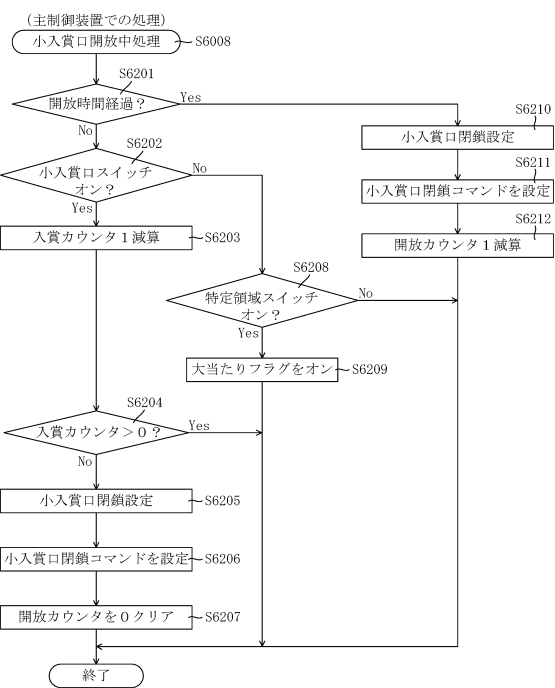 (主制御装置での処理)
小入賞口開放中処理
S6008
S6201
開放時間経過？
Yes
No
S6210
小入賞口閉鎖設定
S6211
小入賞口閉鎖コマンドを設定
S6212
開放カウンタ１減算
S6202
小入賞口スイッチ
オン？
No
Yes
入賞カウンタ１減算
S6203
S6208
特定領域スイッチ
オン？
No
Yes
大当たりフラグをオン
S6209
S6204
入賞カウンタ＞０？
Yes
No
小入賞口閉鎖設定
S6205
小入賞口閉鎖コマンドを設定
S6206
開放カウンタを０クリア
S6207
終了